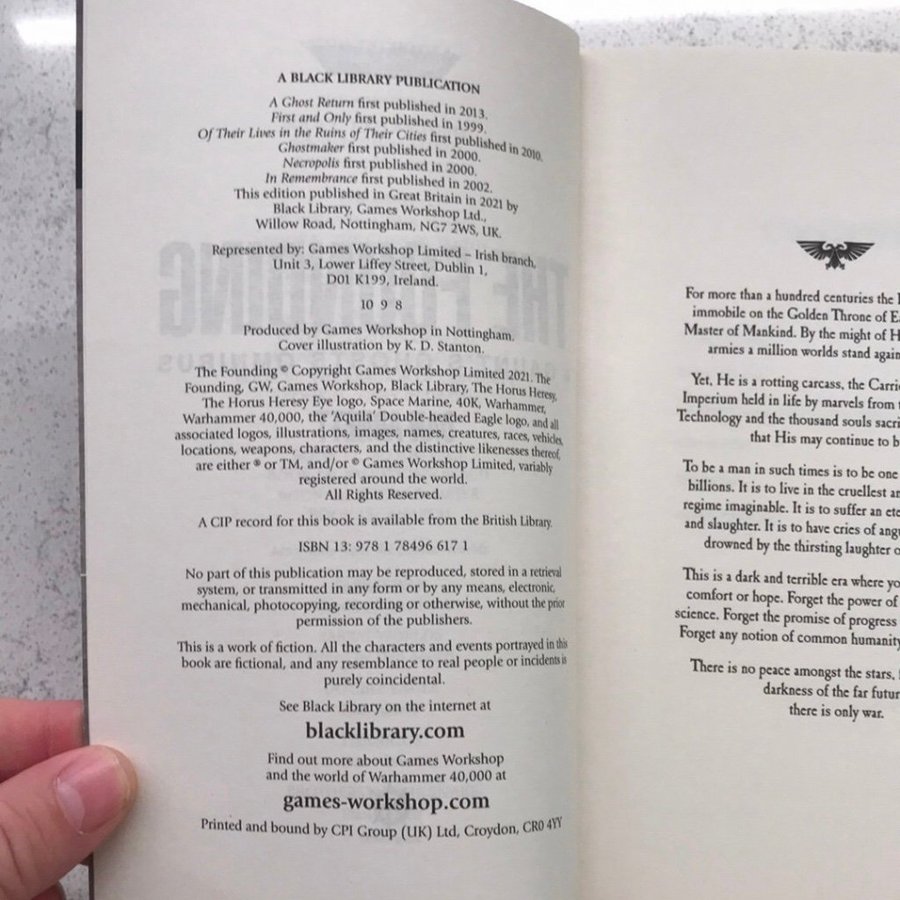 A BLACK LIBRARY PUBLICATION
A Ghost Return first published in 2013.
First and Only first published in 1999.
Of Their Lives in the Ruins of Their Cities first published in 2010.
Ghostmaker first published in 2000.
Necropolis first published in 2000.
In Remembrance first published in 2002.
This edition published in Great Britain in 2021 by
Black Library, Games Workshop Ltd.,
Willow Road, Nottingham, NG7 2WS, UK.
Represented by: Games Workshop Limited – Irish branch,
Unit 3, Lower Liffey Street, Dublin 1,
D01 K199, Ireland.
10 9 8
Produced by Games Workshop in Nottingham.
Cover illustration by K. D. Stanton.
The Founding © Copyright Games Workshop Limited 2021. The
Founding, GW, Games Workshop, Black Library, The Horus Heresy,
The Horus Heresy Eye logo, Space Marine, 40K, Warhammer,
Warhammer 40,000, the ‘Aquila’ Double-headed Eagle logo, and all
associated logos, illustrations, images, names, creatures, races, vehicles,
locations, weapons, characters, and the distinctive likenesses thereof,
are either ® or TM, and/or © Games Workshop Limited, variably
registered around the world.
All Rights Reserved.
A CIP record for this book is available from the British Library.
ISBN 13: 978 1 78496 617 1
No part of this publication may be reproduced, stored in a retrieval
system, or transmitted in any form or by any means, electronic,
mechanical, photocopying, recording or otherwise, without the prior
permission of the publishers.
This is a work of fiction. All the characters and events portrayed in this
book are fictional, and any resemblance to real people or incidents is
purely coincidental.
See Black Library on the internet at
blacklibrary.com
Find out more about Games Workshop
and the world of Warhammer 40,000 at
games-workshop.com
Printed and bound by CPI Group (UK) Ltd, Croydon, CR0 4YY
For more than a hundred centuries the
immobile on the Golden Throne of
Master of Mankind. By the might of
armies a million worlds stand
Yet, He is a rotting carcass, the
Imperium held in life by marvels from
Technology and the thousand souls
that His may continue to
To be a man in such times is to be one
billions. It is to live in the cruellest
regime imaginable. It is to suffer an
and slaughter. It is to have cries of
drowned by the thirsting laughter
This is a dark and terrible era where
comfort or hope. Forget the power of
science. Forget the promise of progress
Forget any notion of common humanity,
There is no peace amongst the stars,
darkness of the far
there is only war.